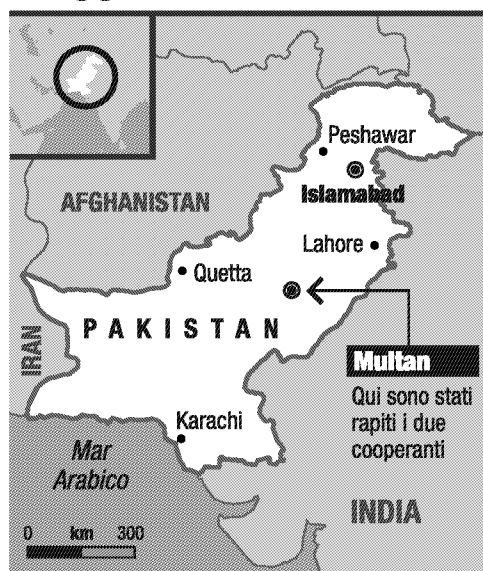 Peshawar
Islamabad
AFGHANISTAN
Lahore
Quetta
PAKISTAN
IRAN
Multan
Qui sono stati
rapiti i due
cooperanti
Karachi
Mar
Arabico
INDIA
0 km 300